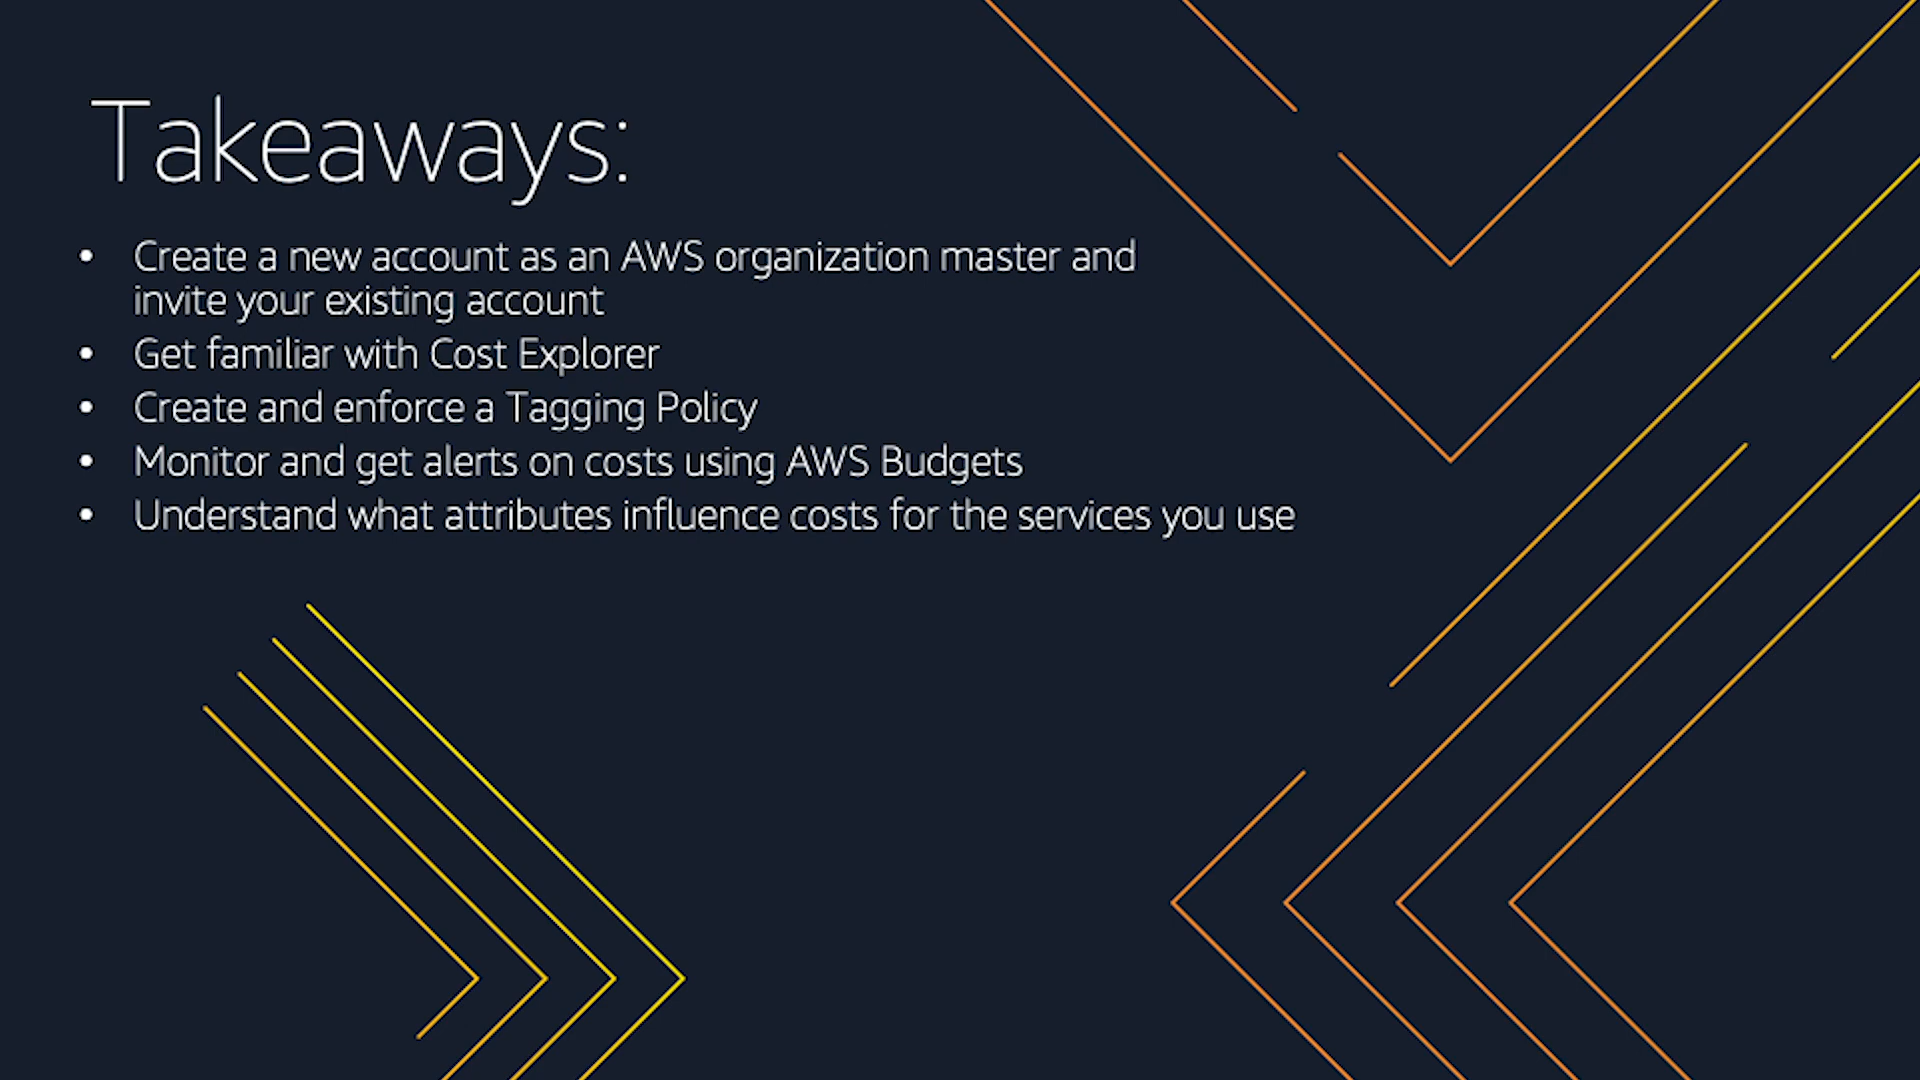 Takeaways:
• Create a new account as an AWS organization master and
invite your existing account
• Get familiar with Cost Explorer
• Create and enforce a Tagging Policy
• Monitor and get alerts on costs using AWS Budgets
• Understand what attributes influence costs for the services you use